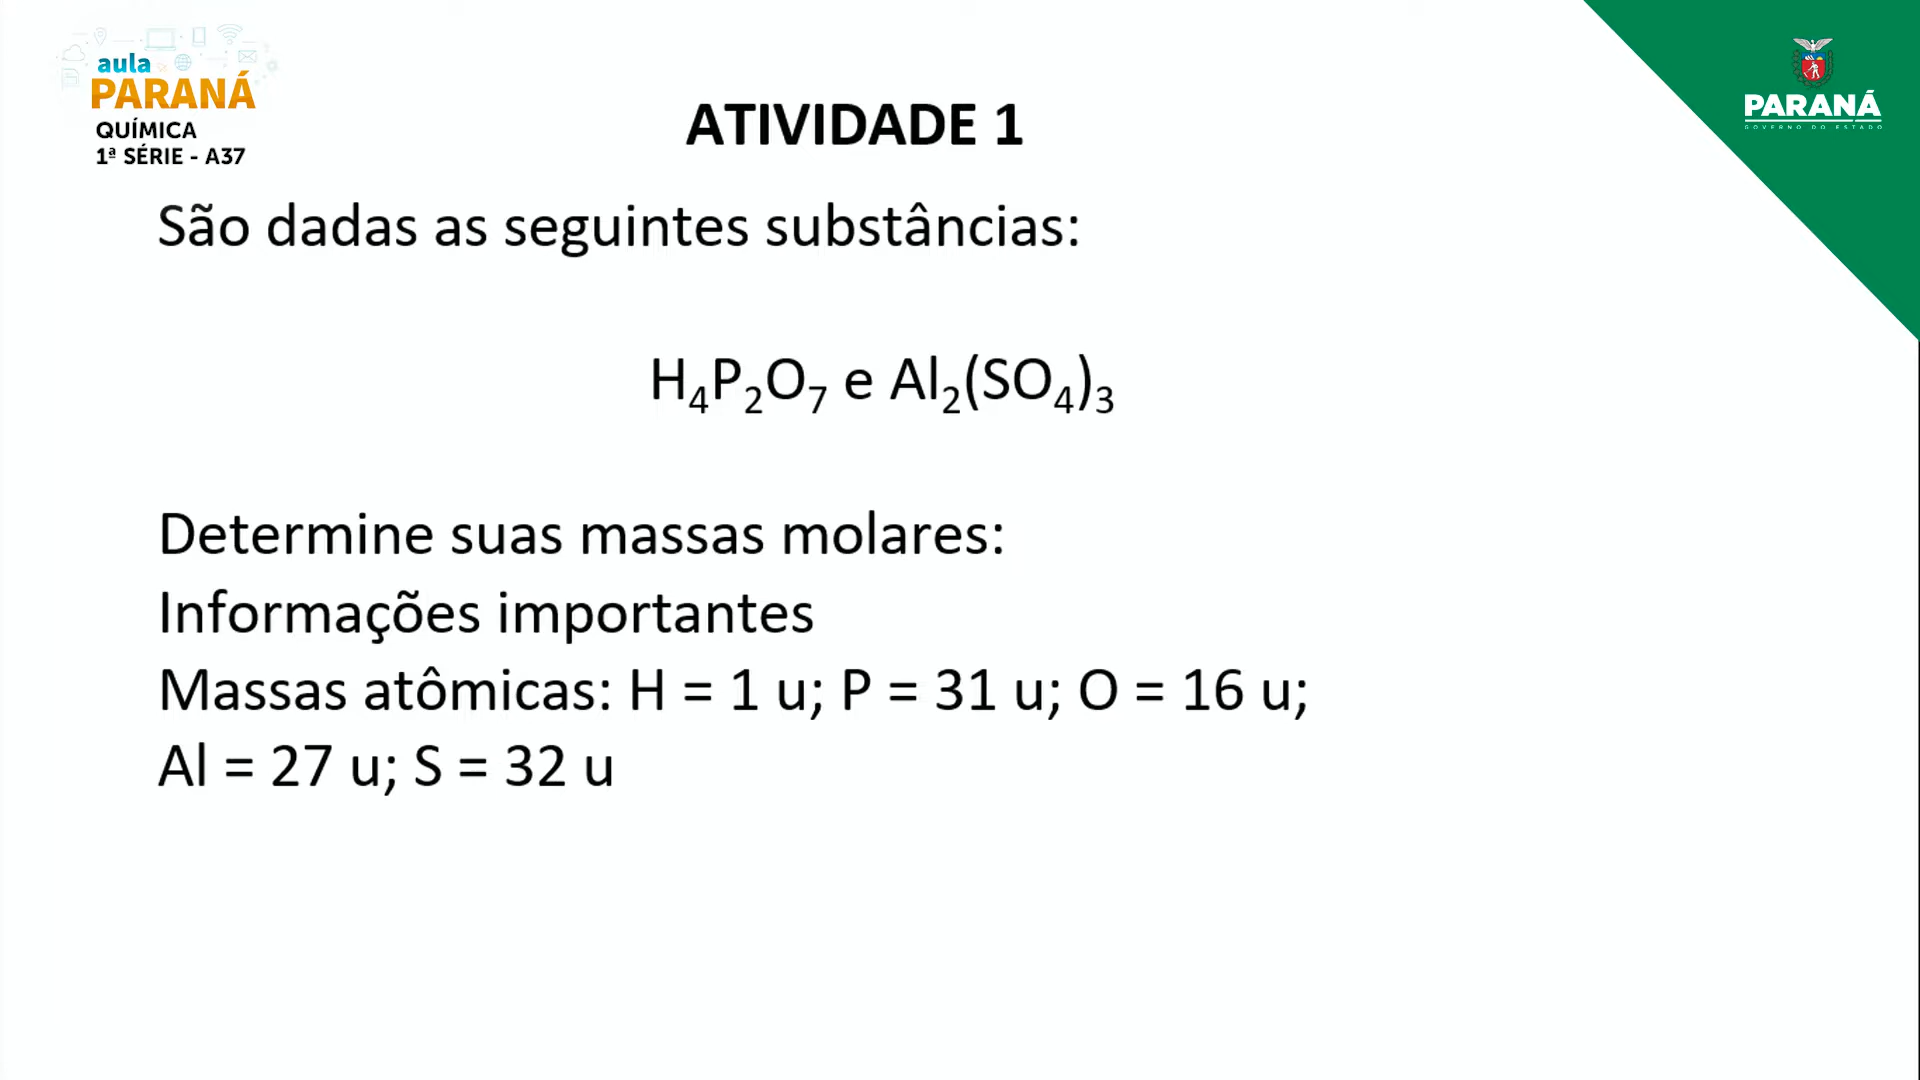 aula
PARANÁ
QUÍMICA
1ª SÉRIE - A37
PARANÁ
GOVERNO DO ESTADO
ATIVIDADE 1
São dadas as seguintes substâncias:
H₄P₂O₇ e Al₂(SO₄)₃
Determine suas massas molares:
Informações importantes
Massas atômicas: H = 1 u; P = 31 u; O = 16 u;
Al = 27 u; S = 32 u